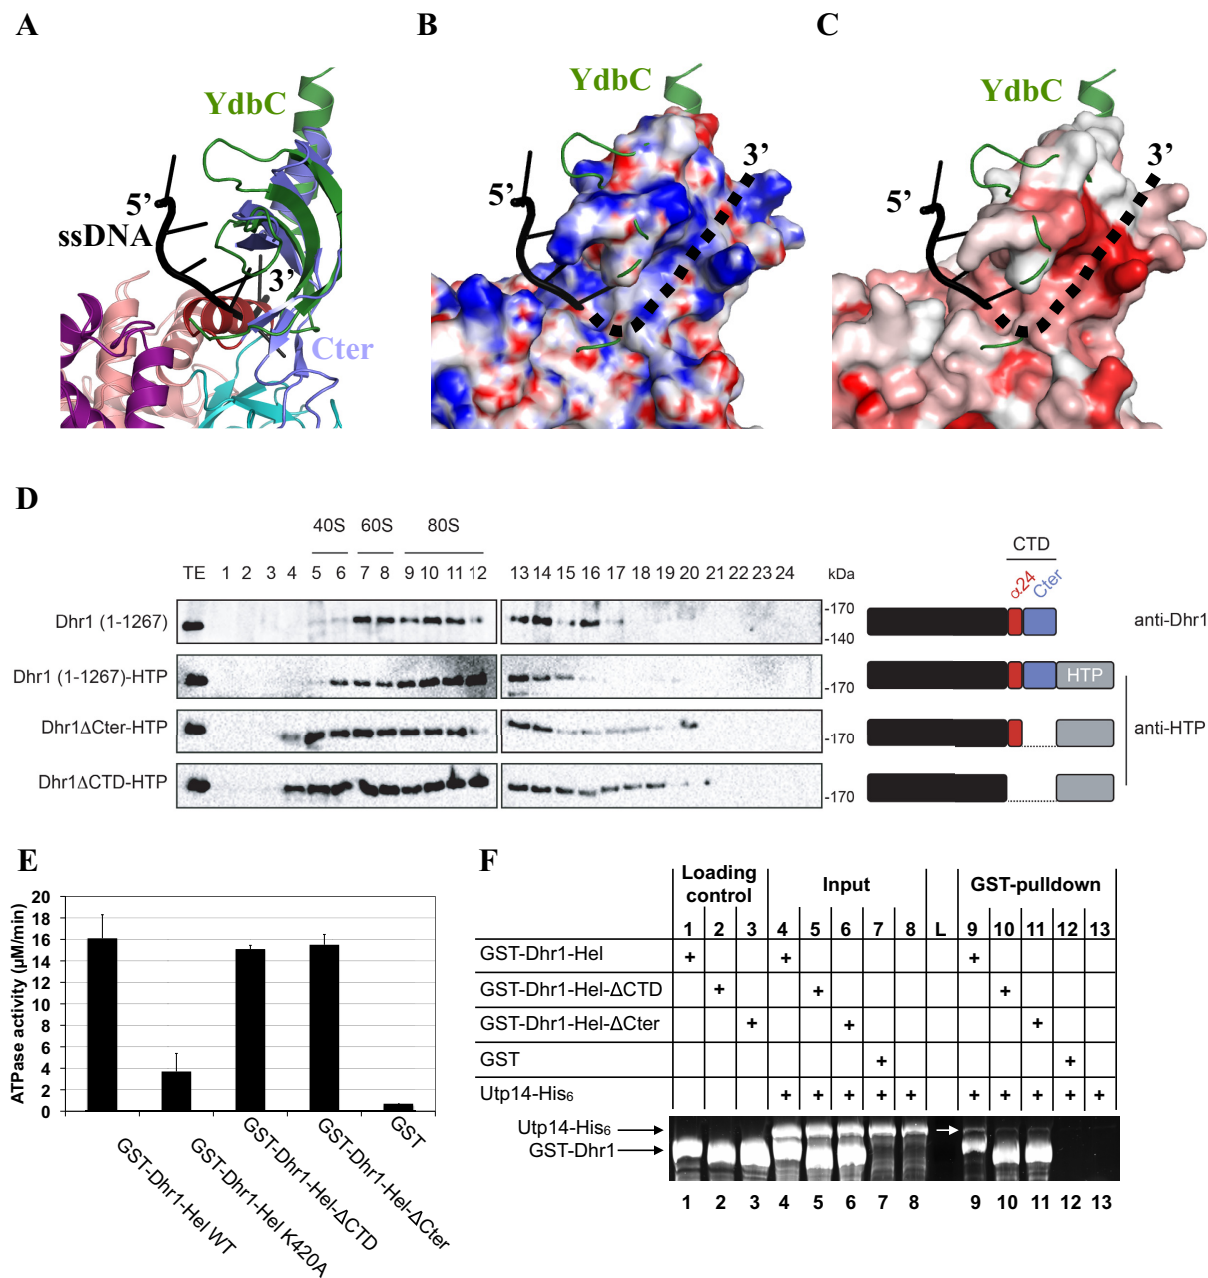 A
B
C
YdbC
5’
ssDNA
3’
Cter
YdbC
5’
3’
YdbC
5’
3’
D
40S 60S 80S
TE 1 2 3 4 5 6 7 8 9 10 11 12 13 14 15 16 17 18 19 20 21 22 23 24 kDa
CTD
α24 Cter
Dhr1 (1-1267) -170 anti-Dhr1
-140
Dhr1 (1-1267)-HTP -170 HTP
Dhr1ΔCter-HTP -170 anti-HTP
Dhr1ΔCTD-HTP -170
E
ATPase activity (µM/min)
20
18
16
14
12
10
8
6
4
2
0
GST-Dhr1-Hel WT
GST-Dhr1-Hel K420A
GST-Dhr1-Hel-ΔCTD
GST-Dhr1-Hel-ΔCter
GST
F
Loading control Input GST-pulldown
1 2 3 4 5 6 7 8 L 9 10 11 12 13
GST-Dhr1-Hel + + +
GST-Dhr1-Hel-ΔCTD + + +
GST-Dhr1-Hel-ΔCter + + +
GST + +
Utp14-His6 + + + + + + + + + +
Utp14-His6
GST-Dhr1
1 2 3 4 5 6 7 8 9 10 11 12 13